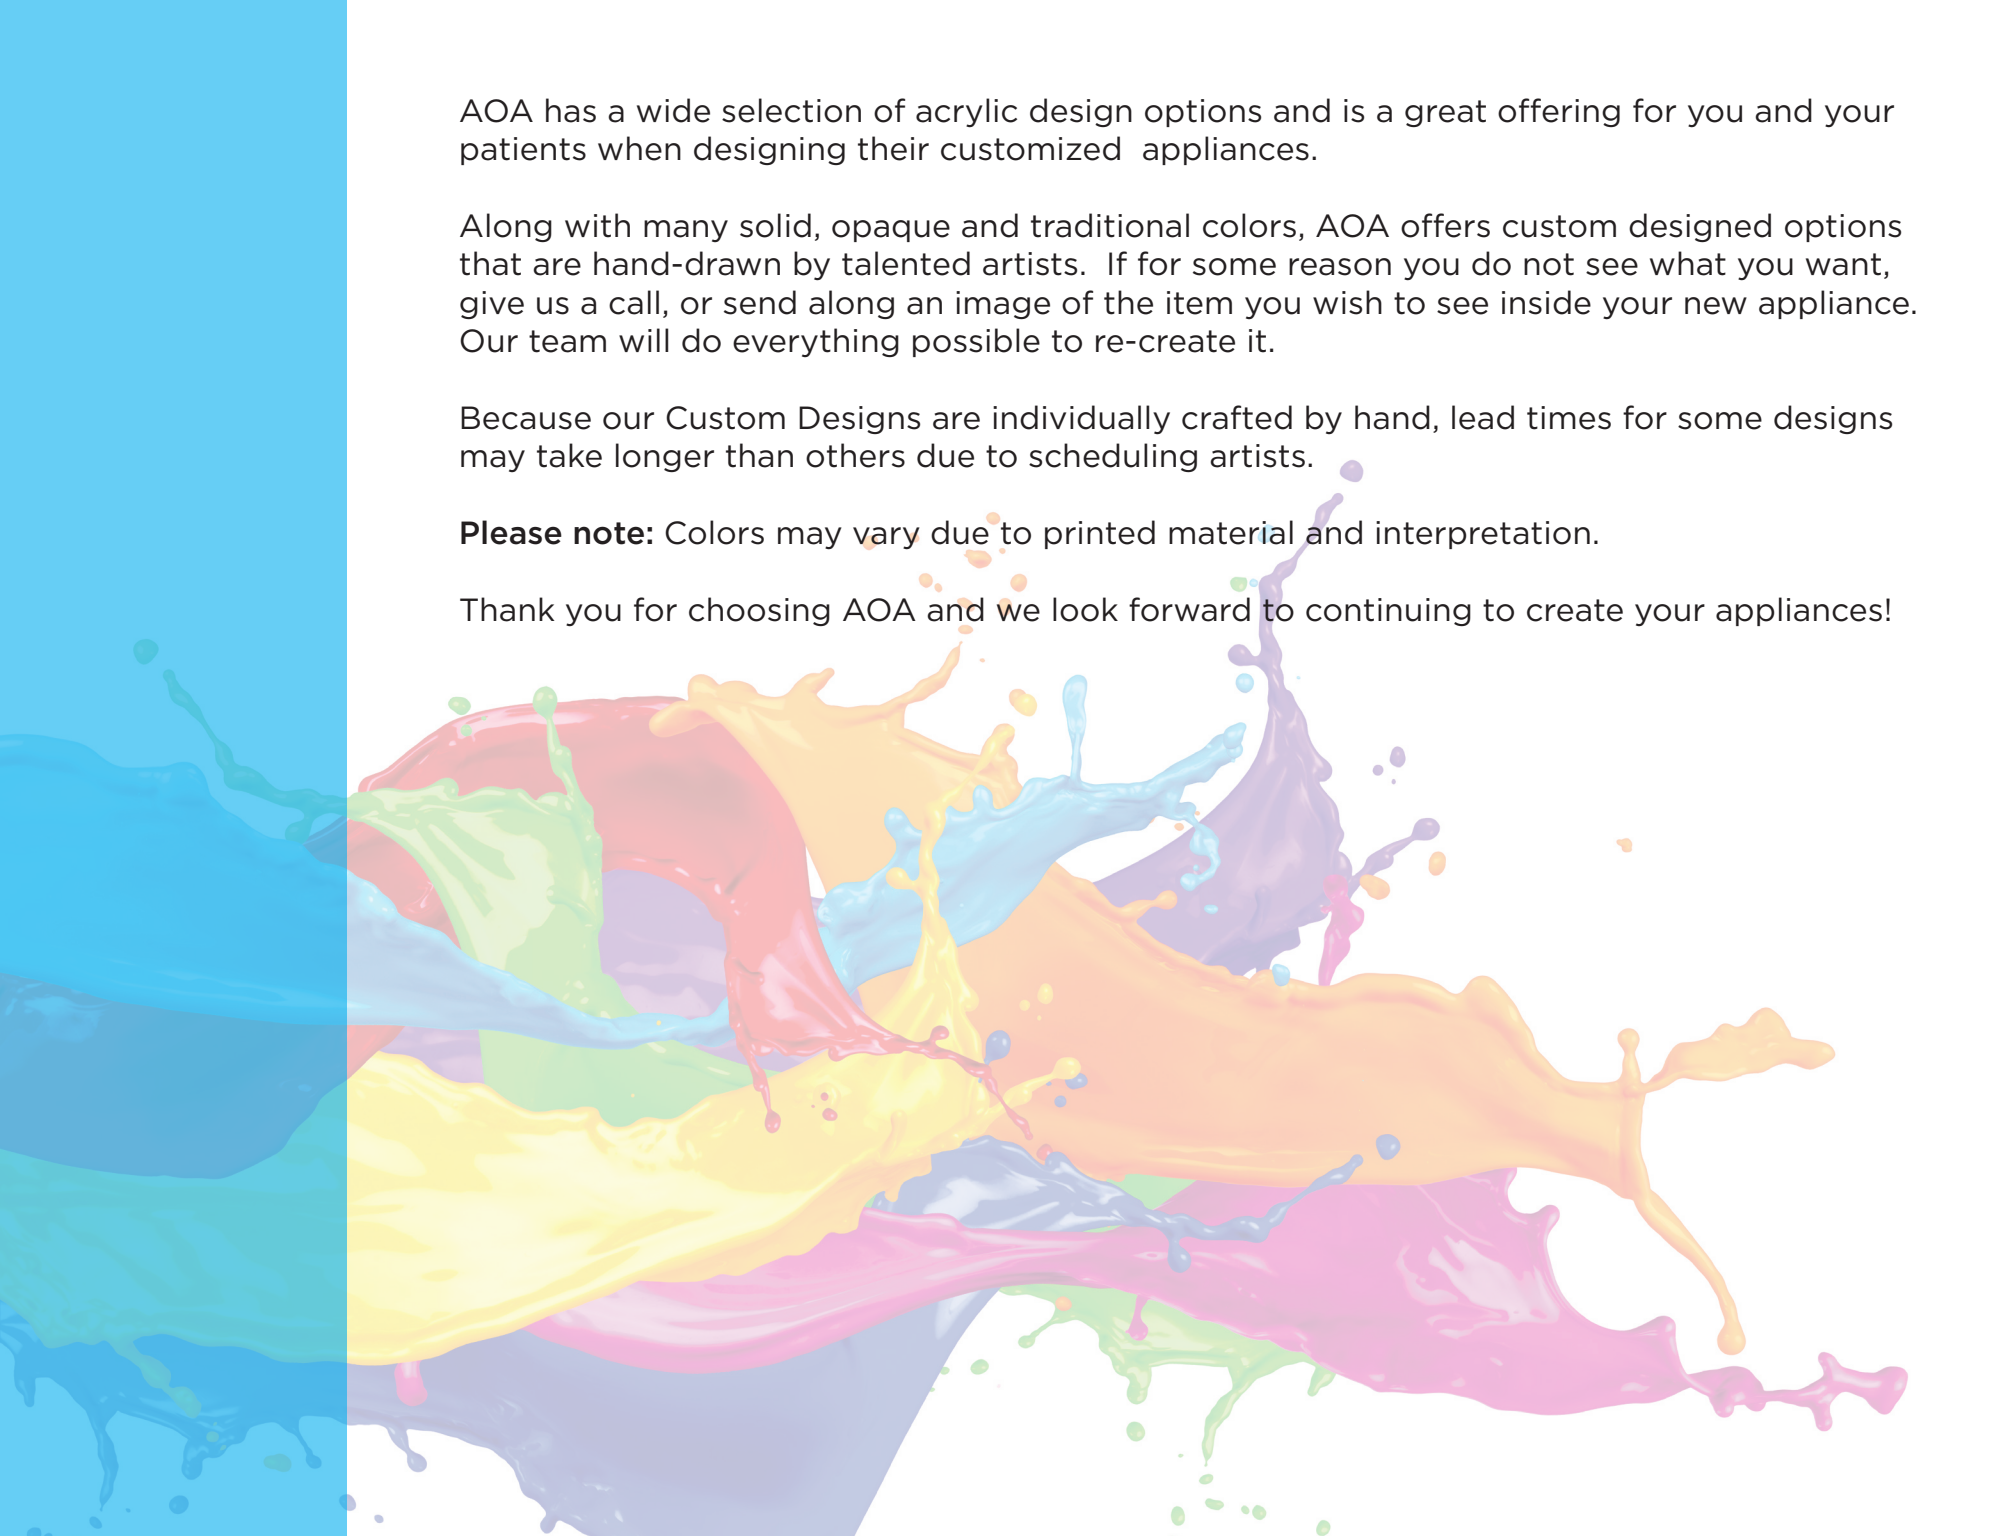 AOA has a wide selection of acrylic design options and is a great offering for you and your
patients when designing their customized  appliances.
Along with many solid, opaque and traditional colors, AOA offers custom designed options
that are hand-drawn by talented artists.  If for some reason you do not see what you want,
give us a call, or send along an image of the item you wish to see inside your new appliance.
Our team will do everything possible to re-create it.
Because our Custom Designs are individually crafted by hand, lead times for some designs
may take longer than others due to scheduling artists.
Please note: Colors may vary due to printed material and interpretation.
Thank you for choosing AOA and we look forward to continuing to create your appliances!